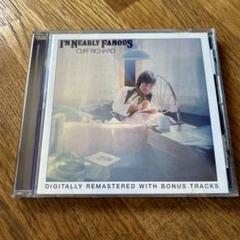 I'M NEARLY FAMOUS
CLIFF RICHARD
DIGITALLY REMASTERED WITH BONUS TRACKS